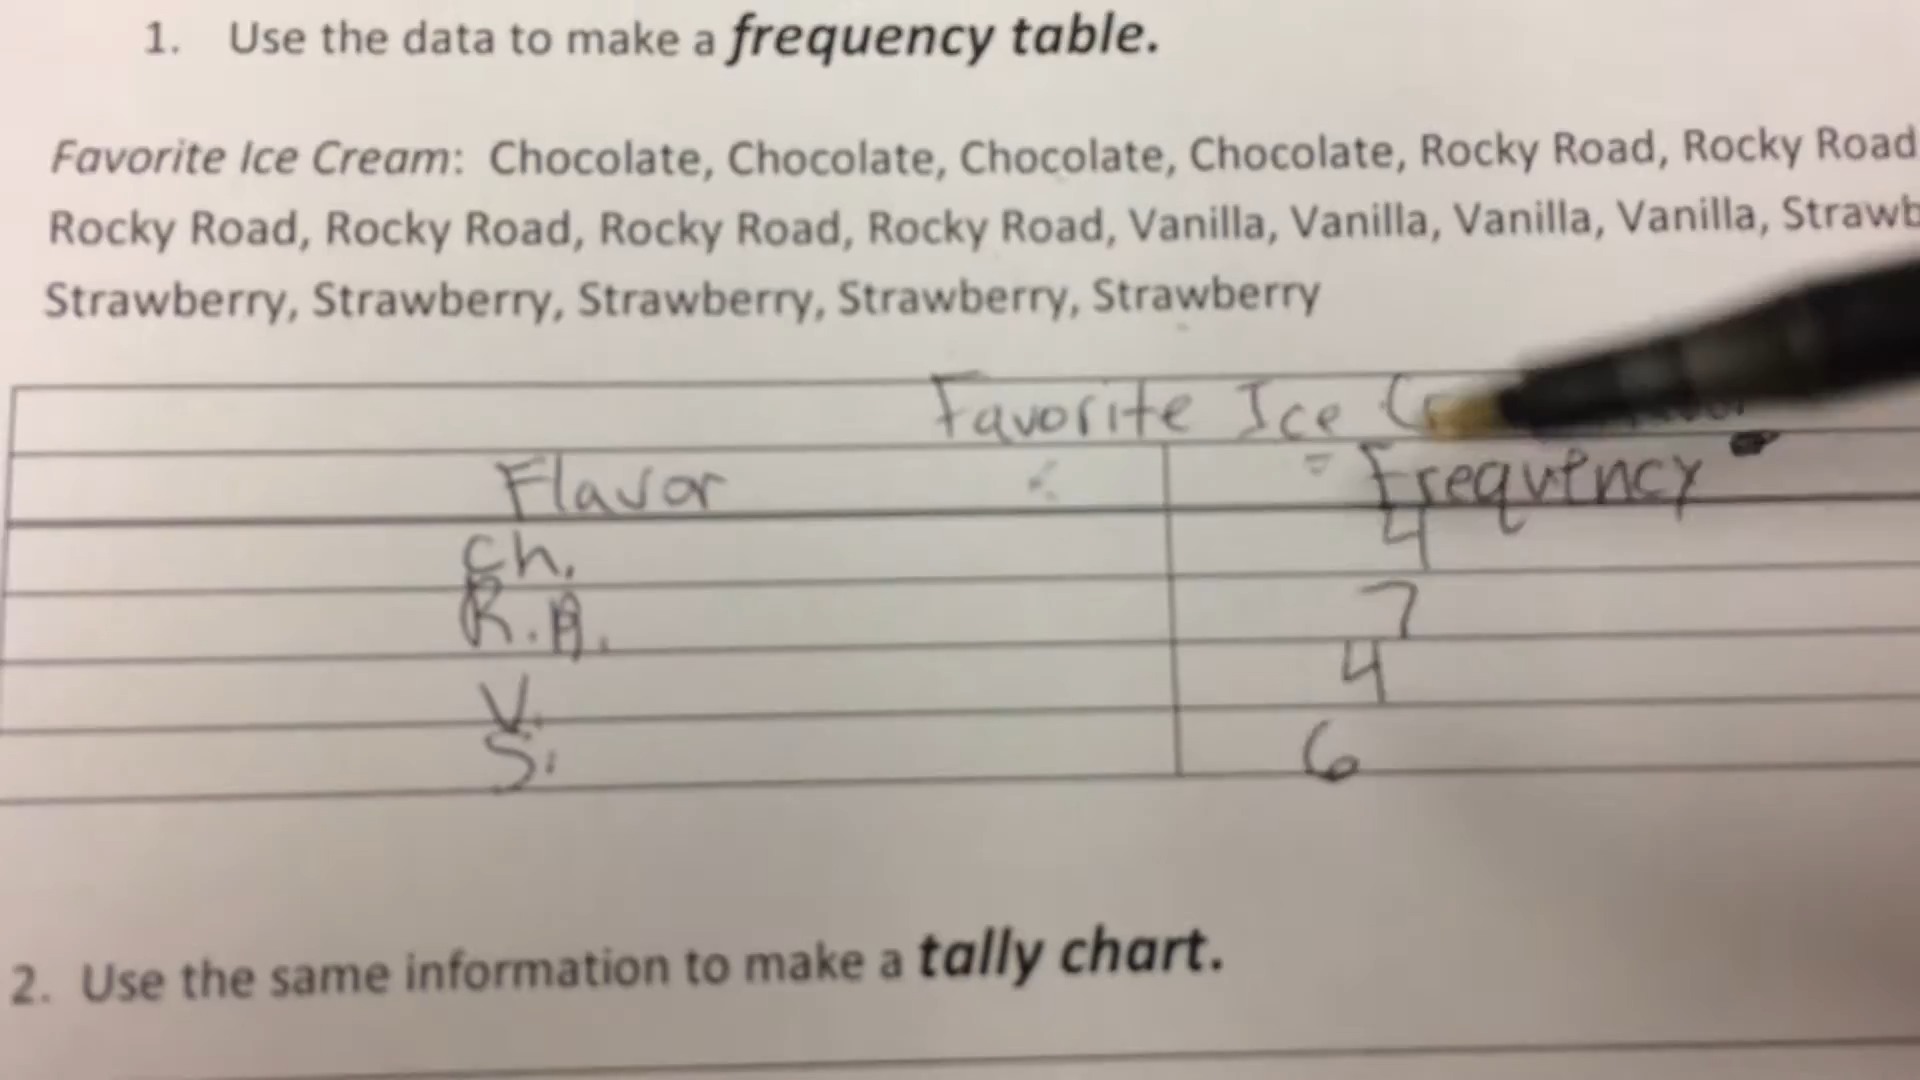 1. Use the data to make a frequency table.
Favorite Ice Cream: Chocolate, Chocolate, Chocolate, Chocolate, Rocky Road, Rocky Road
Rocky Road, Rocky Road, Rocky Road, Rocky Road, Vanilla, Vanilla, Vanilla, Vanilla, Strawb
Strawberry, Strawberry, Strawberry, Strawberry, Strawberry
Favorite Ice
Flavor Frequency
Ch. 4
R.R. 7
V. 4
S. 6
2. Use the same information to make a tally chart.